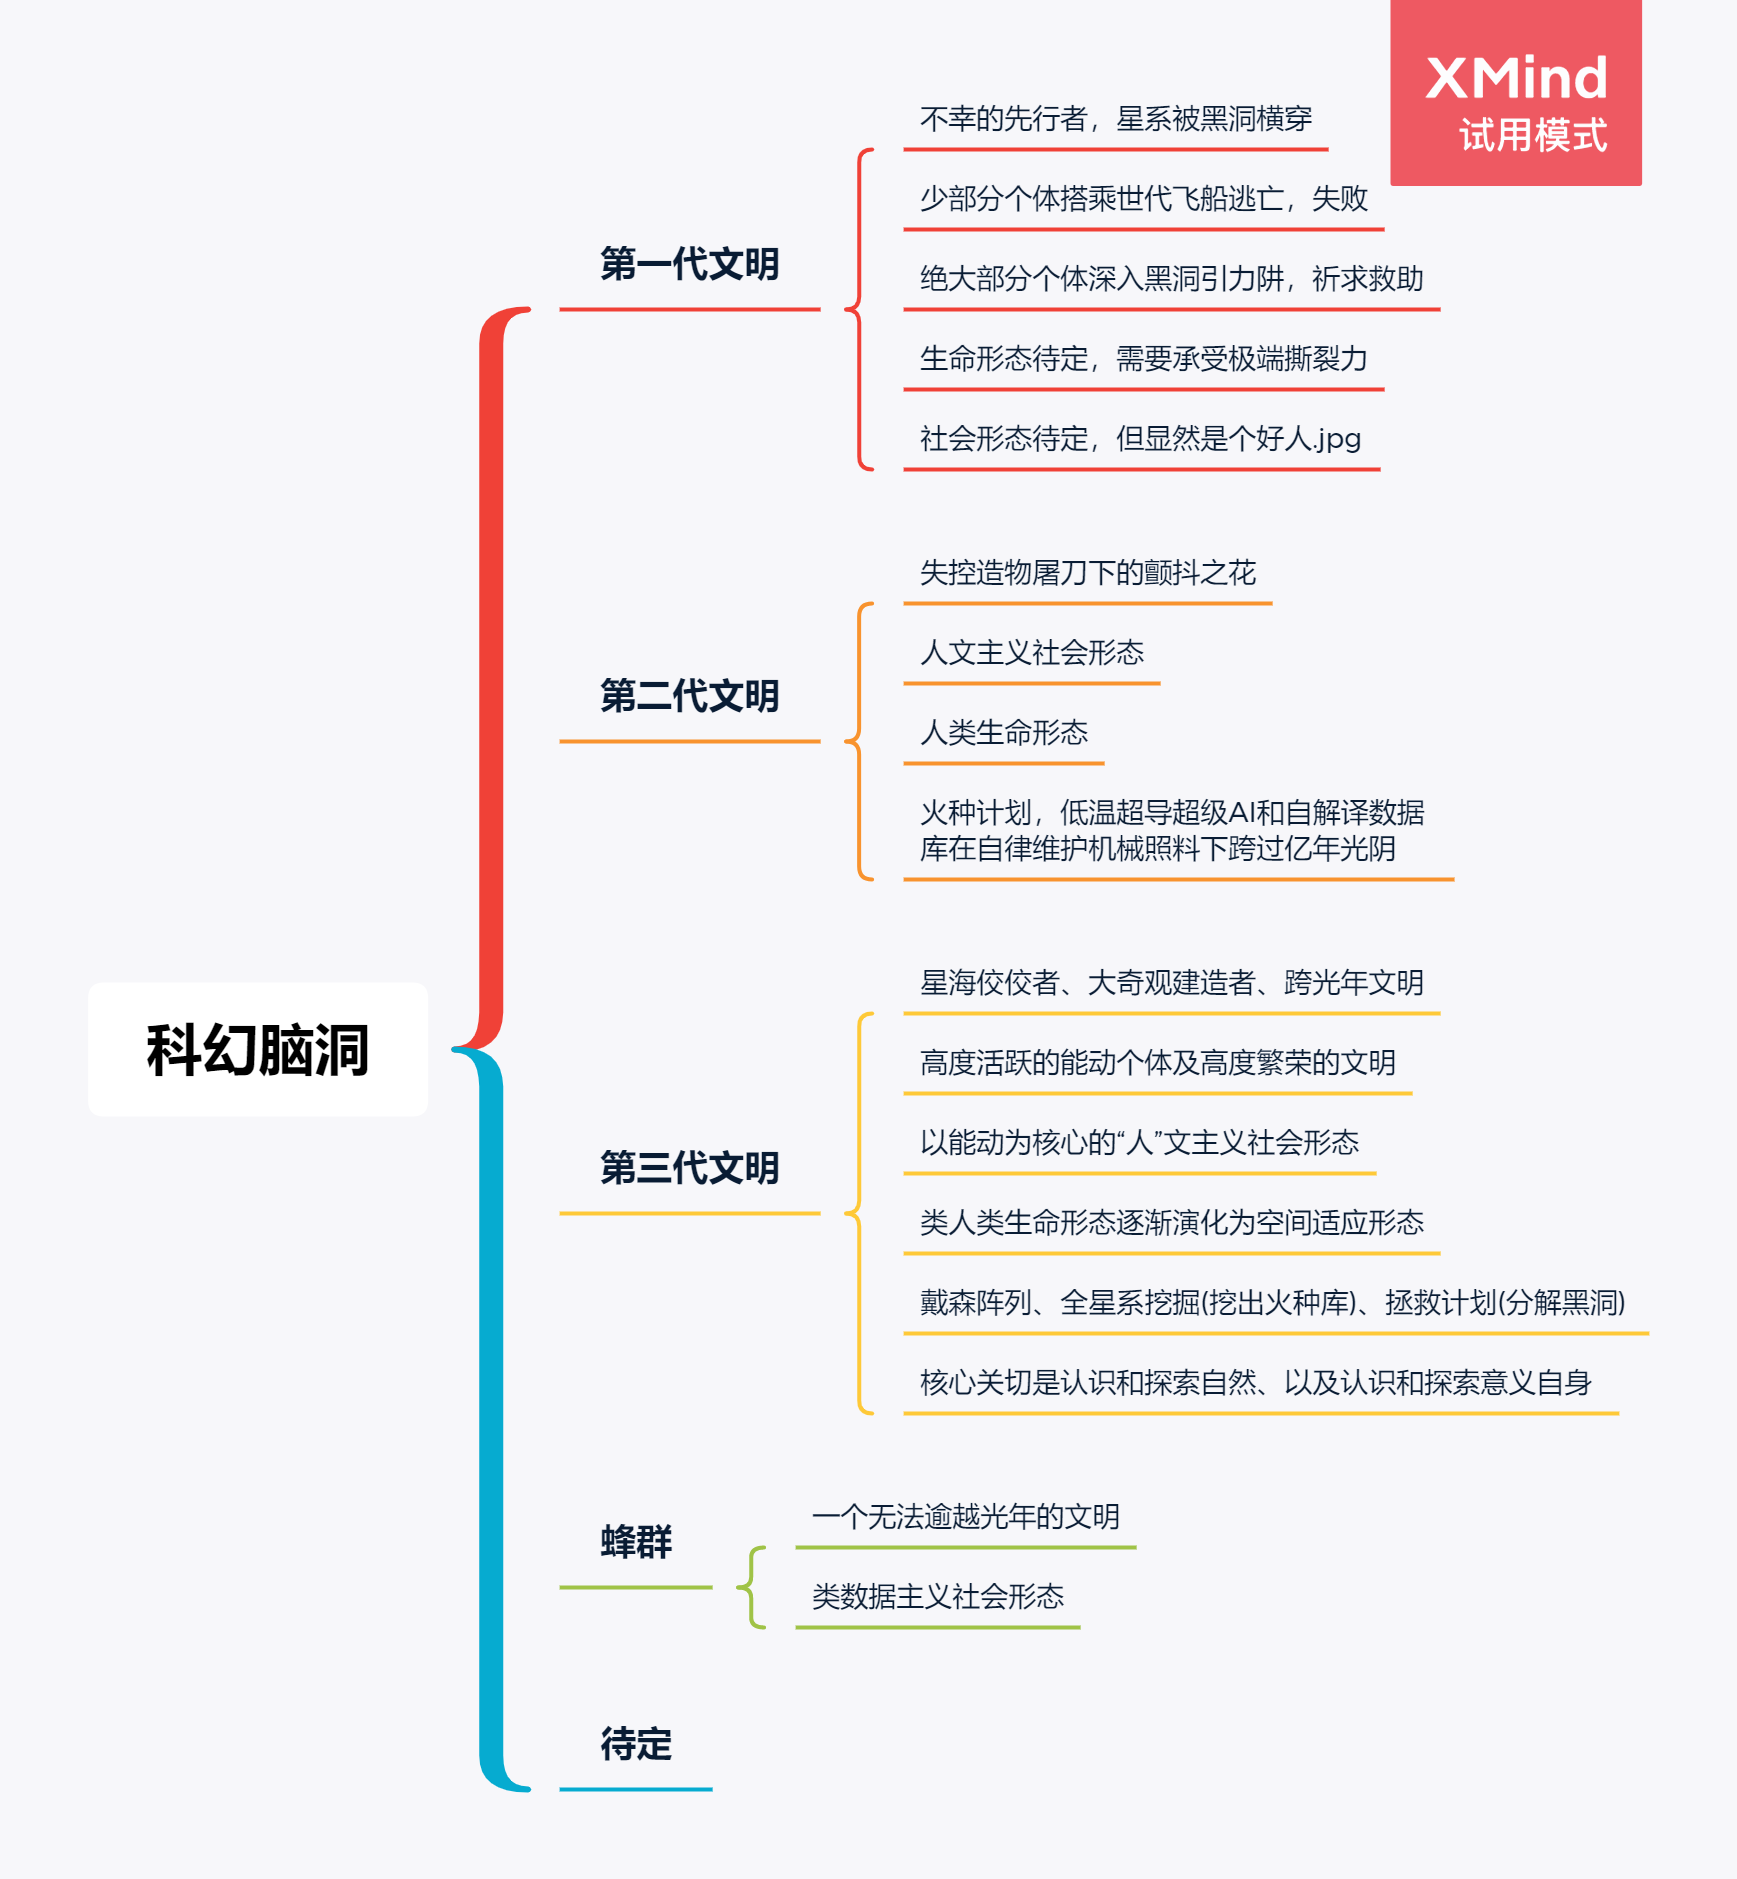 XMind
试用模式
科幻脑洞
第一代文明
不幸的先行者，星系被黑洞横穿
少部分个体搭乘世代飞船逃亡，失败
绝大部分个体深入黑洞引力阱，祈求救助
生命形态待定，需要承受极端撕裂力
社会形态待定，但显然是个好人.jpg
第二代文明
失控造物屠刀下的颤抖之花
人文主义社会形态
人类生命形态
火种计划，低温超导超级AI和自解译数据
库在自律维护机械照料下跨过亿年光阴
第三代文明
星海佼佼者、大奇观建造者、跨光年文明
高度活跃的能动个体及高度繁荣的文明
以能动为核心的“人”文主义社会形态
类人类生命形态逐渐演化为空间适应形态
戴森阵列、全星系挖掘(挖出火种库)、拯救计划(分解黑洞)
核心关切是认识和探索自然、以及认识和探索意义自身
蜂群
一个无法逾越光年的文明
类数据主义社会形态
待定